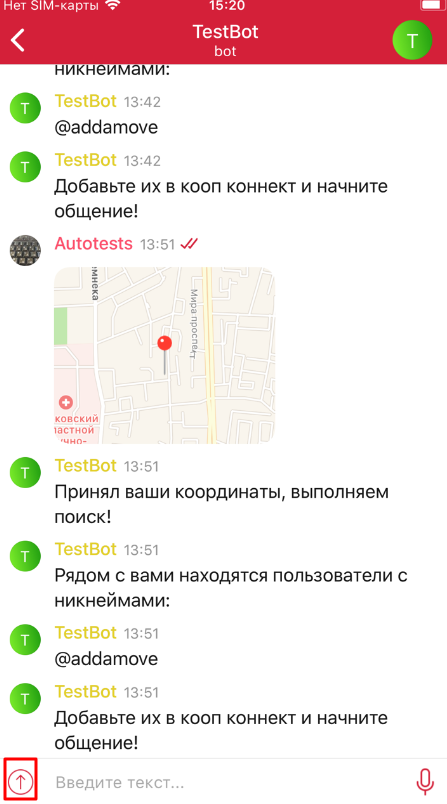 Нет SIM-карты 15:20
TestBot
bot
T
никнеймами:
T
TestBot 13:42
@addamove
T
TestBot 13:42
Добавьте их в кооп коннект и начните
общение!
Autotests 13:51
мнека
Мира проспект
ковский
ластной
учно-
T
TestBot 13:51
Принял ваши координаты, выполняем
поиск!
T
TestBot 13:51
Рядом с вами находятся пользователи с
никнеймами:
T
TestBot 13:51
@addamove
T
TestBot 13:51
Добавьте их в кооп коннект и начните
общение!
Введите текст...